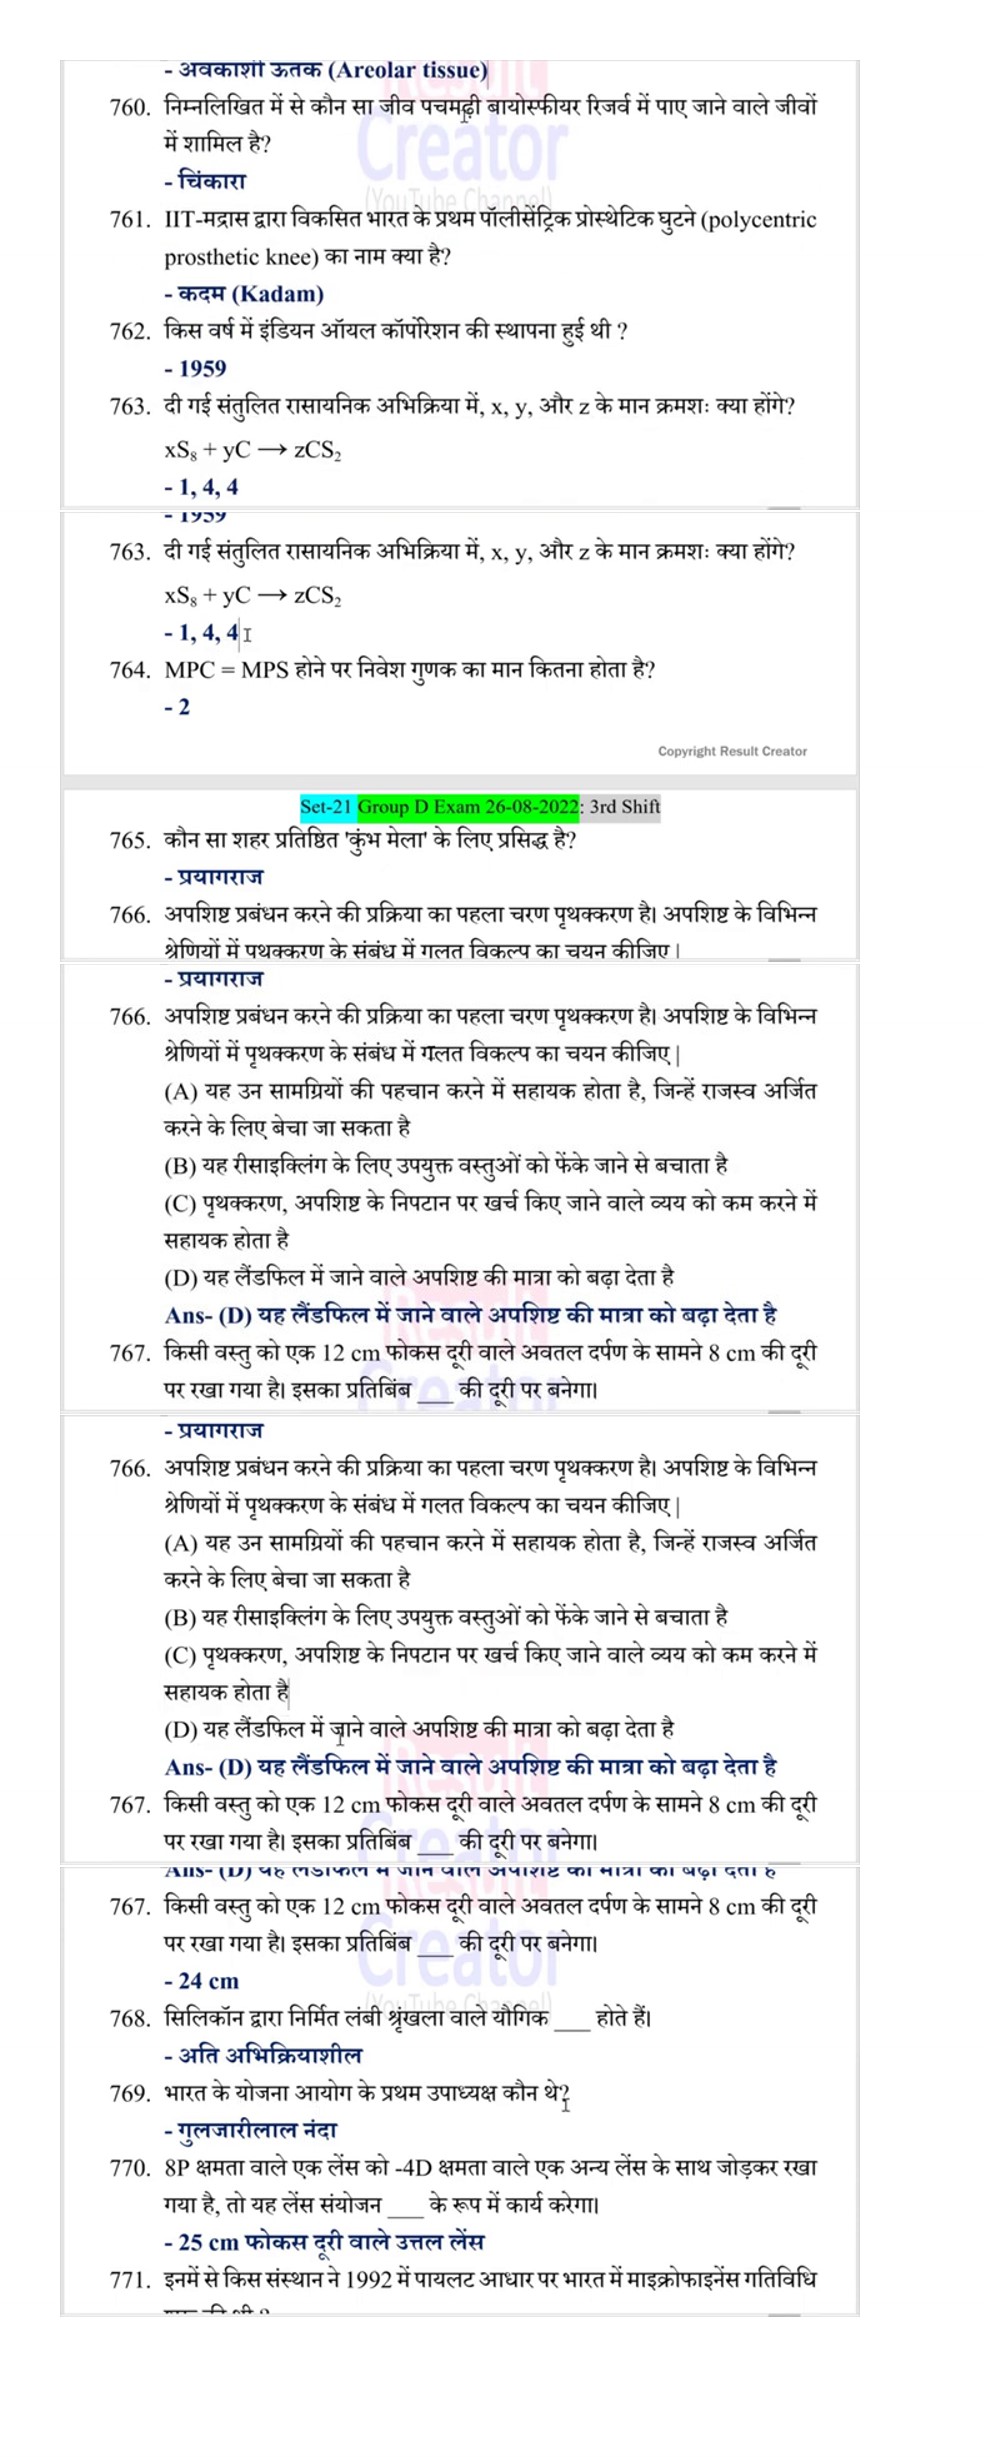 - अवकाशी ऊतक (Areolar tissue)
760. निम्नलिखित में से कौन सा जीव पचमढ़ी बायोस्फीयर रिजर्व में पाए जाने वाले जीवों
में शामिल है?
- चिंकारा
761. IIT-मद्रास द्वारा विकसित भारत के प्रथम पॉलीसेंट्रिक प्रोस्थेटिक घुटने (polycentric
prosthetic knee) का नाम क्या है?
- कदम (Kadam)
762. किस वर्ष में इंडियन ऑयल कॉर्पोरेशन की स्थापना हुई थी ?
- 1959
763. दी गई संतुलित रासायनिक अभिक्रिया में, x, y, और z के मान क्रमशः क्या होंगे?
xS₈ + yC ⟶ zCS₂
- 1, 4, 4
- 1959
763. दी गई संतुलित रासायनिक अभिक्रिया में, x, y, और z के मान क्रमशः क्या होंगे?
xS₈ + yC ⟶ zCS₂
- 1, 4, 4
764. MPC = MPS होने पर निवेश गुणक का मान कितना होता है?
- 2
Copyright Result Creator
Set-21 Group D Exam 26-08-2022: 3rd Shift
765. कौन सा शहर प्रतिष्ठित 'कुंभ मेला' के लिए प्रसिद्ध है?
- प्रयागराज
766. अपशिष्ट प्रबंधन करने की प्रक्रिया का पहला चरण पृथक्करण है। अपशिष्ट के विभिन्न
श्रेणियों में पृथक्करण के संबंध में गलत विकल्प का चयन कीजिए |
- प्रयागराज
766. अपशिष्ट प्रबंधन करने की प्रक्रिया का पहला चरण पृथक्करण है। अपशिष्ट के विभिन्न
श्रेणियों में पृथक्करण के संबंध में गलत विकल्प का चयन कीजिए |
(A) यह उन सामग्रियों की पहचान करने में सहायक होता है, जिन्हें राजस्व अर्जित
करने के लिए बेचा जा सकता है
(B) यह रीसाइक्लिंग के लिए उपयुक्त वस्तुओं को फेंके जाने से बचाता है
(C) पृथक्करण, अपशिष्ट के निपटान पर खर्च किए जाने वाले व्यय को कम करने में
सहायक होता है
(D) यह लैंडफिल में जाने वाले अपशिष्ट की मात्रा को बढ़ा देता है
Ans- (D) यह लैंडफिल में जाने वाले अपशिष्ट की मात्रा को बढ़ा देता है
767. किसी वस्तु को एक 12 cm फोकस दूरी वाले अवतल दर्पण के सामने 8 cm की दूरी
पर रखा गया है। इसका प्रतिबिंब ____ की दूरी पर बनेगा।
- प्रयागराज
766. अपशिष्ट प्रबंधन करने की प्रक्रिया का पहला चरण पृथक्करण है। अपशिष्ट के विभिन्न
श्रेणियों में पृथक्करण के संबंध में गलत विकल्प का चयन कीजिए |
(A) यह उन सामग्रियों की पहचान करने में सहायक होता है, जिन्हें राजस्व अर्जित
करने के लिए बेचा जा सकता है
(B) यह रीसाइक्लिंग के लिए उपयुक्त वस्तुओं को फेंके जाने से बचाता है
(C) पृथक्करण, अपशिष्ट के निपटान पर खर्च किए जाने वाले व्यय को कम करने में
सहायक होता है
(D) यह लैंडफिल में जाने वाले अपशिष्ट की मात्रा को बढ़ा देता है
Ans- (D) यह लैंडफिल में जाने वाले अपशिष्ट की मात्रा को बढ़ा देता है
767. किसी वस्तु को एक 12 cm फोकस दूरी वाले अवतल दर्पण के सामने 8 cm की दूरी
पर रखा गया है। इसका प्रतिबिंब ____ की दूरी पर बनेगा।
Ans- (D) यह लैंडफिल में जाने वाले अपशिष्ट की मात्रा को बढ़ा देता है
767. किसी वस्तु को एक 12 cm फोकस दूरी वाले अवतल दर्पण के सामने 8 cm की दूरी
पर रखा गया है। इसका प्रतिबिंब ____ की दूरी पर बनेगा।
- 24 cm
768. सिलिकॉन द्वारा निर्मित लंबी श्रृंखला वाले यौगिक ____ होते हैं।
- अति अभिक्रियाशील
769. भारत के योजना आयोग के प्रथम उपाध्यक्ष कौन थे?
- गुलजारीलाल नंदा
770. 8P क्षमता वाले एक लेंस को -4D क्षमता वाले एक अन्य लेंस के साथ जोड़कर रखा
गया है, तो यह लेंस संयोजन ____ के रूप में कार्य करेगा।
- 25 cm फोकस दूरी वाले उत्तल लेंस
771. इनमें से किस संस्थान ने 1992 में पायलट आधार पर भारत में माइक्रोफाइनेंस गतिविधि